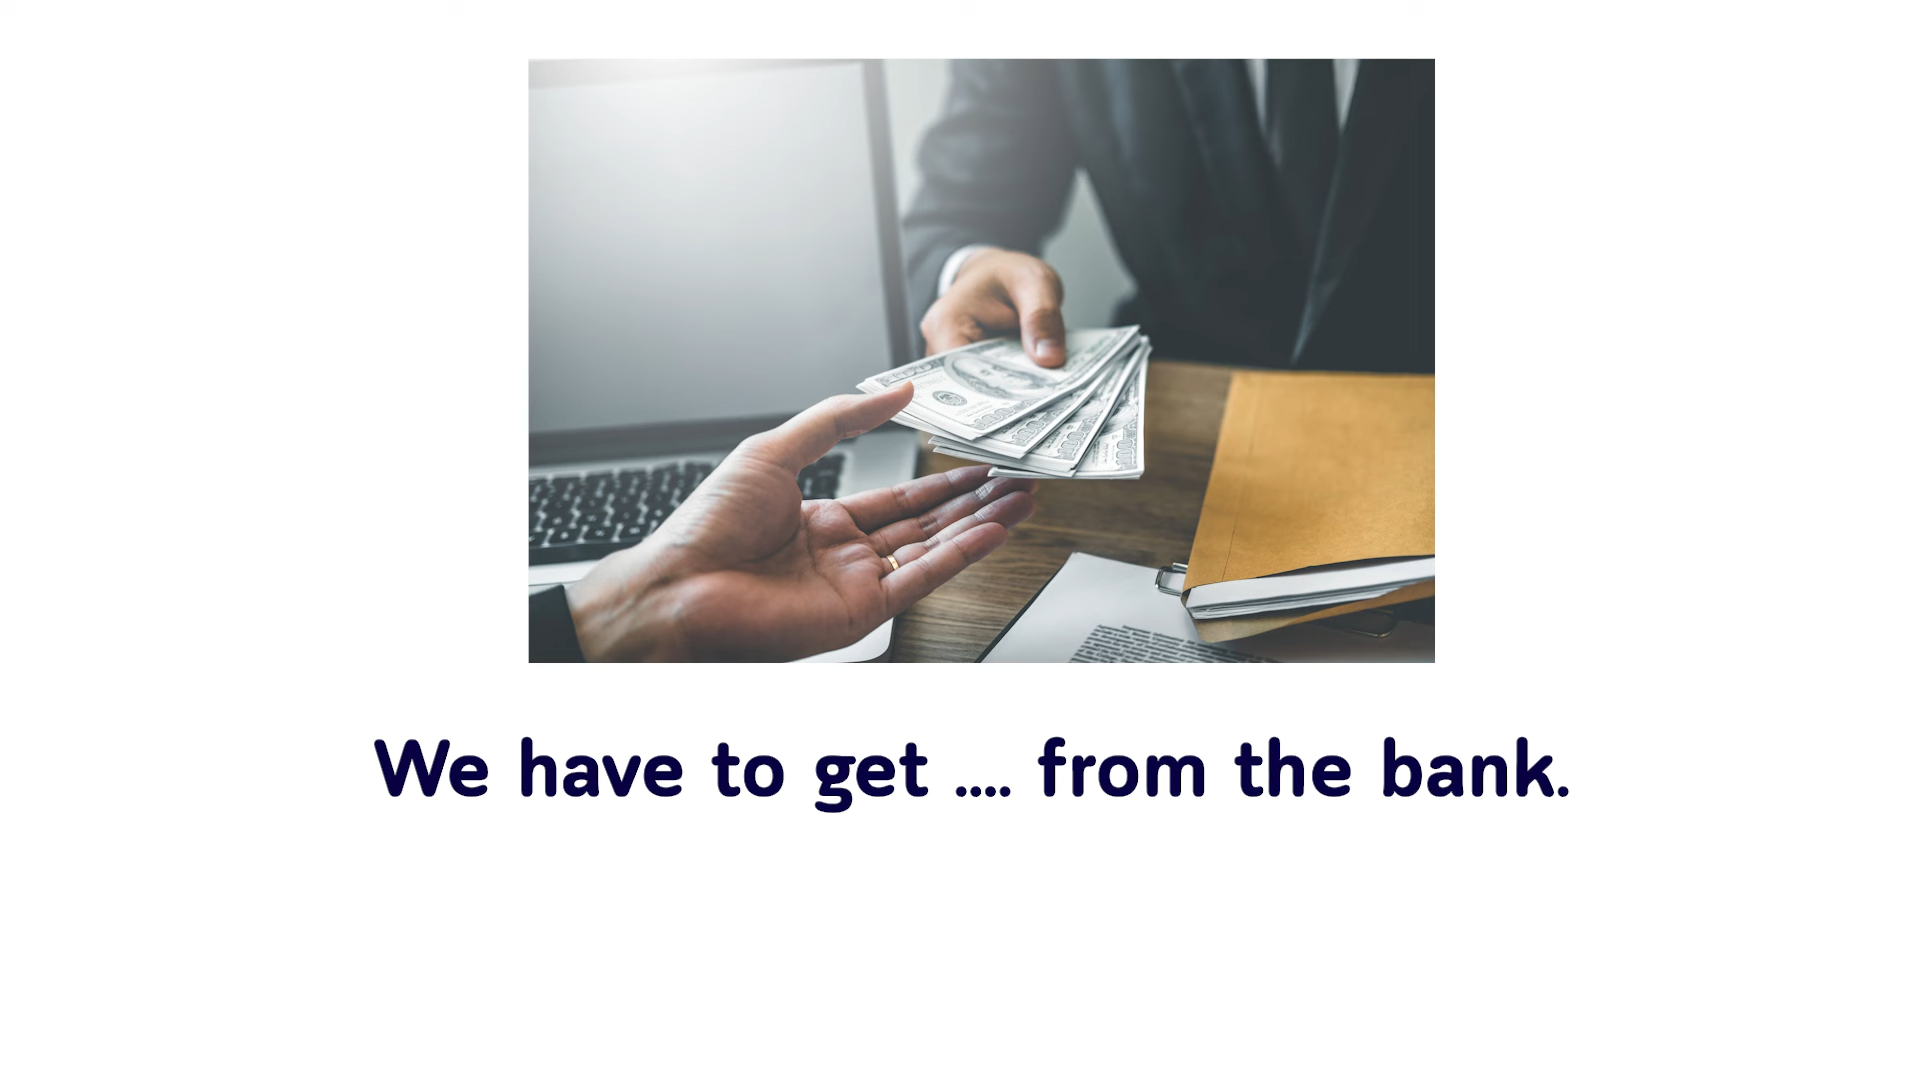 We have to get .... from the bank.